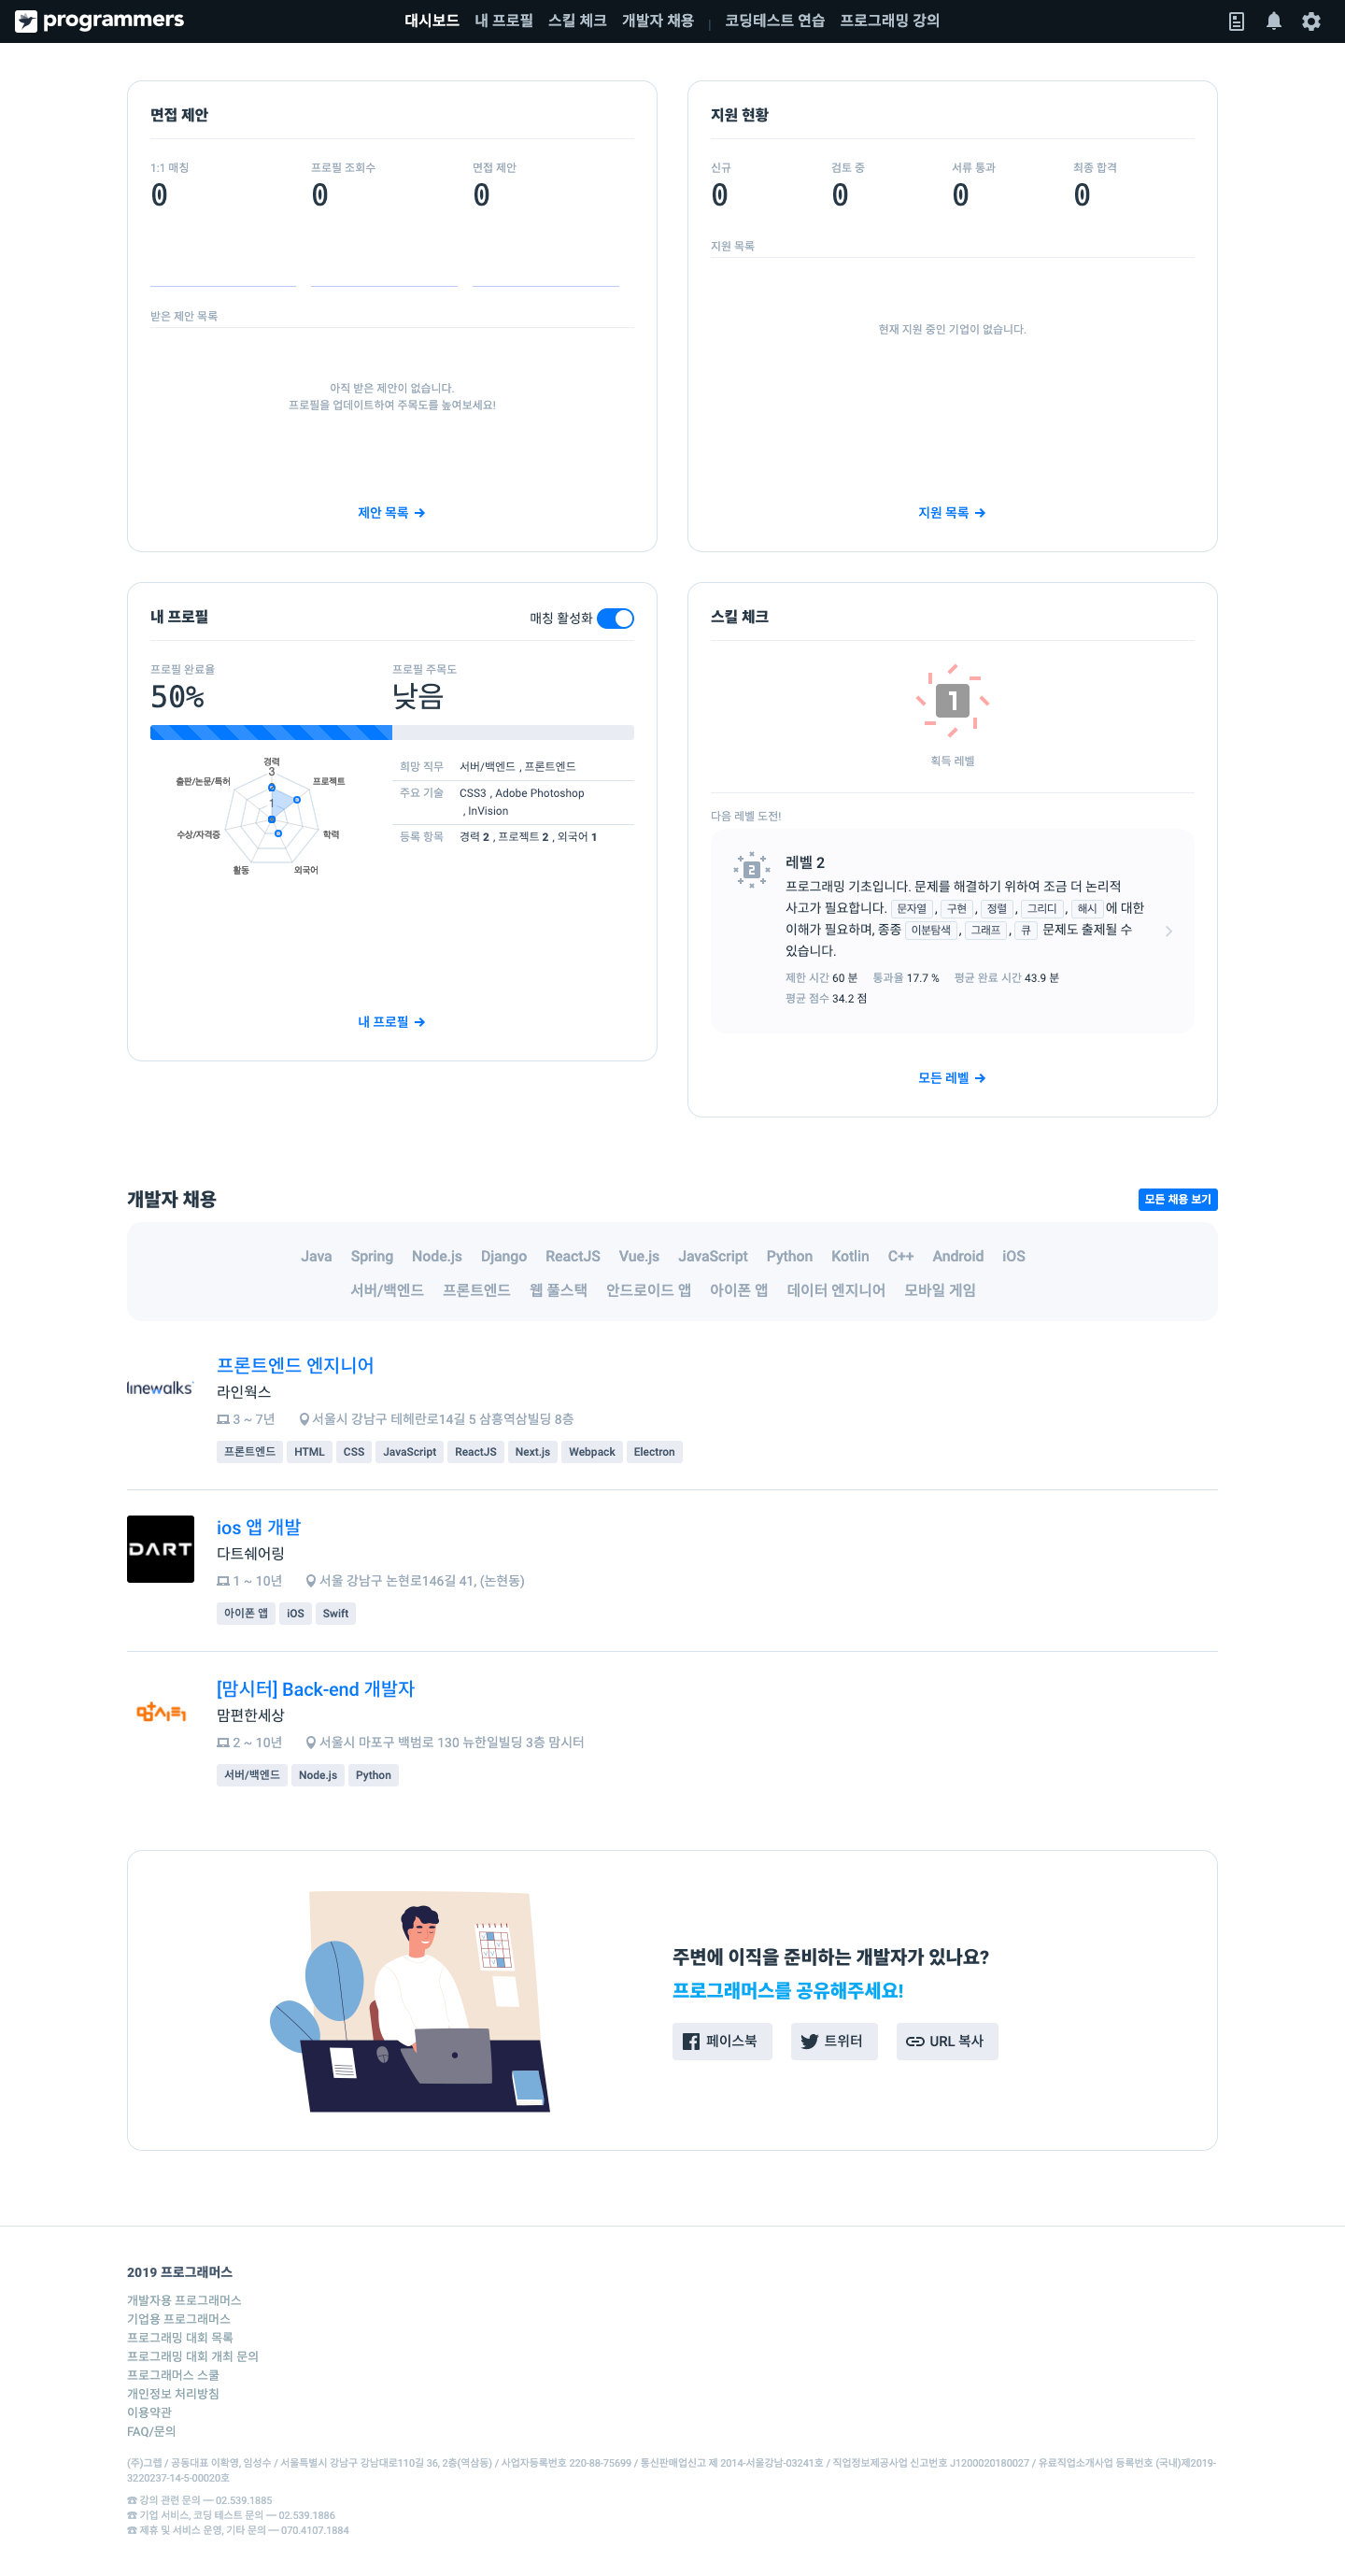 programmers
대시보드 내 프로필 스킬 체크 개발자 채용 | 코딩테스트 연습 프로그래밍 강의
면접 제안
1:1 매칭 프로필 조회수 면접 제안
0 0 0
받은 제안 목록
아직 받은 제안이 없습니다.
프로필을 업데이트하여 주목도를 높여보세요!
제안 목록 →
지원 현황
신규 검토 중 서류 통과 최종 합격
0 0 0 0
지원 목록
현재 지원 중인 기업이 없습니다.
지원 목록 →
내 프로필 매칭 활성화
프로필 완료율 프로필 주목도
50% 낮음
경력
3
출판/논문/특허 프로젝트
1
수상/자격증 학력
활동 외국어
희망 직무 서버/백엔드 , 프론트엔드
주요 기술 CSS3 , Adobe Photoshop
, InVision
등록 항목 경력 2 , 프로젝트 2 , 외국어 1
내 프로필 →
스킬 체크
1
획득 레벨
다음 레벨 도전!
2
레벨 2
프로그래밍 기초입니다. 문제를 해결하기 위하여 조금 더 논리적
사고가 필요합니다. 문자열 , 구현 , 정렬 , 그리디 , 해시 에 대한
이해가 필요하며, 종종 이분탐색 , 그래프 , 큐 문제도 출제될 수
있습니다.
제한 시간 60 분 통과율 17.7 % 평균 완료 시간 43.9 분
평균 점수 34.2 점
모든 레벨 →
개발자 채용 모든 채용 보기
Java Spring Node.js Django ReactJS Vue.js JavaScript Python Kotlin C++ Android iOS
서버/백엔드 프론트엔드 웹 풀스택 안드로이드 앱 아이폰 앱 데이터 엔지니어 모바일 게임
linewalks
프론트엔드 엔지니어
라인웍스
3 ~ 7년 서울시 강남구 테헤란로14길 5 삼흥역삼빌딩 8층
프론트엔드 HTML CSS JavaScript ReactJS Next.js Webpack Electron
DART
ios 앱 개발
다트쉐어링
1 ~ 10년 서울 강남구 논현로146길 41, (논현동)
아이폰 앱 iOS Swift
맘시터
[맘시터] Back-end 개발자
맘편한세상
2 ~ 10년 서울시 마포구 백범로 130 뉴한일빌딩 3층 맘시터
서버/백엔드 Node.js Python
주변에 이직을 준비하는 개발자가 있나요?
프로그래머스를 공유해주세요!
페이스북 트위터 URL 복사
2019 프로그래머스
개발자용 프로그래머스
기업용 프로그래머스
프로그래밍 대회 목록
프로그래밍 대회 개최 문의
프로그래머스 스쿨
개인정보 처리방침
이용약관
FAQ/문의
(주)그렙 / 공동대표 이확영, 임성수 / 서울특별시 강남구 강남대로110길 36, 2층(역삼동) / 사업자등록번호 220-88-75699 / 통신판매업신고 제 2014-서울강남-03241호 / 직업정보제공사업 신고번호 J1200020180027 / 유료직업소개사업 등록번호 (국내)제2019-
3220237-14-5-00020호
☎ 강의 관련 문의 — 02.539.1885
☎ 기업 서비스, 코딩 테스트 문의 — 02.539.1886
☎ 제휴 및 서비스 운영, 기타 문의 — 070.4107.1884